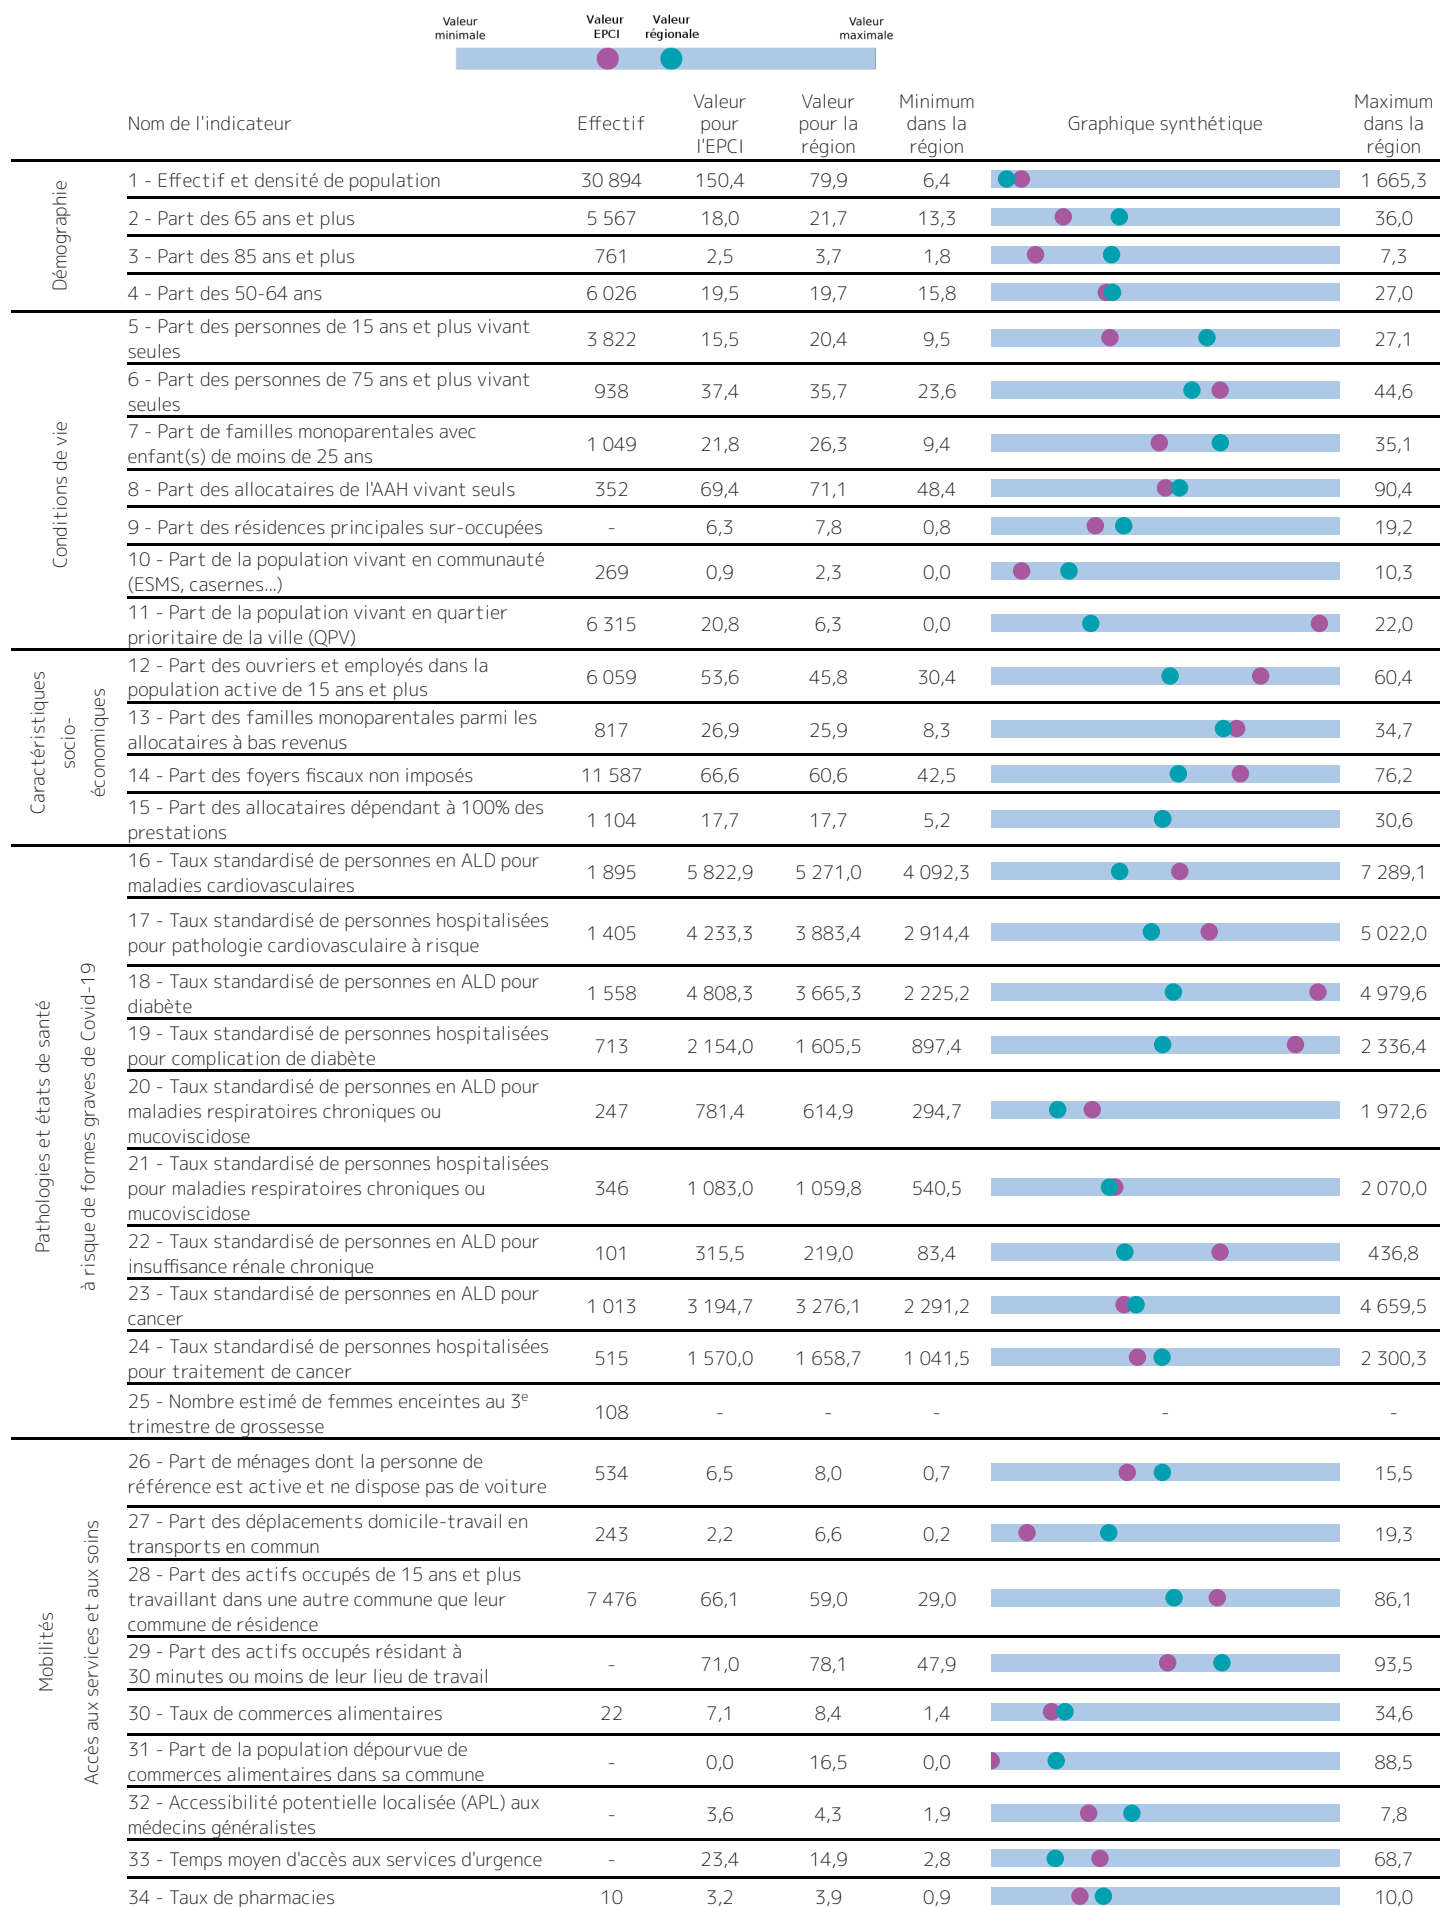 Valeur minimale
Valeur EPCI
Valeur régionale
Valeur maximale
Nom de l'indicateur Effectif Valeur pour l'EPCI Valeur pour la région Minimum dans la région Graphique synthétique Maximum dans la région
Démographie
1 - Effectif et densité de population 30 894 150,4 79,9 6,4 1 665,3
2 - Part des 65 ans et plus 5 567 18,0 21,7 13,3 36,0
3 - Part des 85 ans et plus 761 2,5 3,7 1,8 7,3
4 - Part des 50-64 ans 6 026 19,5 19,7 15,8 27,0
Conditions de vie
5 - Part des personnes de 15 ans et plus vivant
seules 3 822 15,5 20,4 9,5 27,1
6 - Part des personnes de 75 ans et plus vivant
seules 938 37,4 35,7 23,6 44,6
7 - Part de familles monoparentales avec
enfant(s) de moins de 25 ans 1 049 21,8 26,3 9,4 35,1
8 - Part des allocataires de l'AAH vivant seuls 352 69,4 71,1 48,4 90,4
9 - Part des résidences principales sur-occupées - 6,3 7,8 0,8 19,2
10 - Part de la population vivant en communauté
(ESMS, casernes...) 269 0,9 2,3 0,0 10,3
11 - Part de la population vivant en quartier
prioritaire de la ville (QPV) 6 315 20,8 6,3 0,0 22,0
Caractéristiques
socio-
économiques
12 - Part des ouvriers et employés dans la
population active de 15 ans et plus 6 059 53,6 45,8 30,4 60,4
13 - Part des familles monoparentales parmi les
allocataires à bas revenus 817 26,9 25,9 8,3 34,7
14 - Part des foyers fiscaux non imposés 11 587 66,6 60,6 42,5 76,2
15 - Part des allocataires dépendant à 100% des
prestations 1 104 17,7 17,7 5,2 30,6
Pathologies et états de santé
à risque de formes graves de Covid-19
16 - Taux standardisé de personnes en ALD pour
maladies cardiovasculaires 1 895 5 822,9 5 271,0 4 092,3 7 289,1
17 - Taux standardisé de personnes hospitalisées
pour pathologie cardiovasculaire à risque 1 405 4 233,3 3 883,4 2 914,4 5 022,0
18 - Taux standardisé de personnes en ALD pour
diabète 1 558 4 808,3 3 665,3 2 225,2 4 979,6
19 - Taux standardisé de personnes hospitalisées
pour complication de diabète 713 2 154,0 1 605,5 897,4 2 336,4
20 - Taux standardisé de personnes en ALD pour
maladies respiratoires chroniques ou
mucoviscidose 247 781,4 614,9 294,7 1 972,6
21 - Taux standardisé de personnes hospitalisées
pour maladies respiratoires chroniques ou
mucoviscidose 346 1 083,0 1 059,8 540,5 2 070,0
22 - Taux standardisé de personnes en ALD pour
insuffisance rénale chronique 101 315,5 219,0 83,4 436,8
23 - Taux standardisé de personnes en ALD pour
cancer 1 013 3 194,7 3 276,1 2 291,2 4 659,5
24 - Taux standardisé de personnes hospitalisées
pour traitement de cancer 515 1 570,0 1 658,7 1 041,5 2 300,3
25 - Nombre estimé de femmes enceintes au 3e
trimestre de grossesse 108 - - - - -
Mobilités
Accès aux services et aux soins
26 - Part de ménages dont la personne de
référence est active et ne dispose pas de voiture 534 6,5 8,0 0,7 15,5
27 - Part des déplacements domicile-travail en
transports en commun 243 2,2 6,6 0,2 19,3
28 - Part des actifs occupés de 15 ans et plus
travaillant dans une autre commune que leur
commune de résidence 7 476 66,1 59,0 29,0 86,1
29 - Part des actifs occupés résidant à
30 minutes ou moins de leur lieu de travail - 71,0 78,1 47,9 93,5
30 - Taux de commerces alimentaires 22 7,1 8,4 1,4 34,6
31 - Part de la population dépourvue de
commerces alimentaires dans sa commune - 0,0 16,5 0,0 88,5
32 - Accessibilité potentielle localisée (APL) aux
médecins généralistes - 3,6 4,3 1,9 7,8
33 - Temps moyen d'accès aux services d'urgence - 23,4 14,9 2,8 68,7
34 - Taux de pharmacies 10 3,2 3,9 0,9 10,0